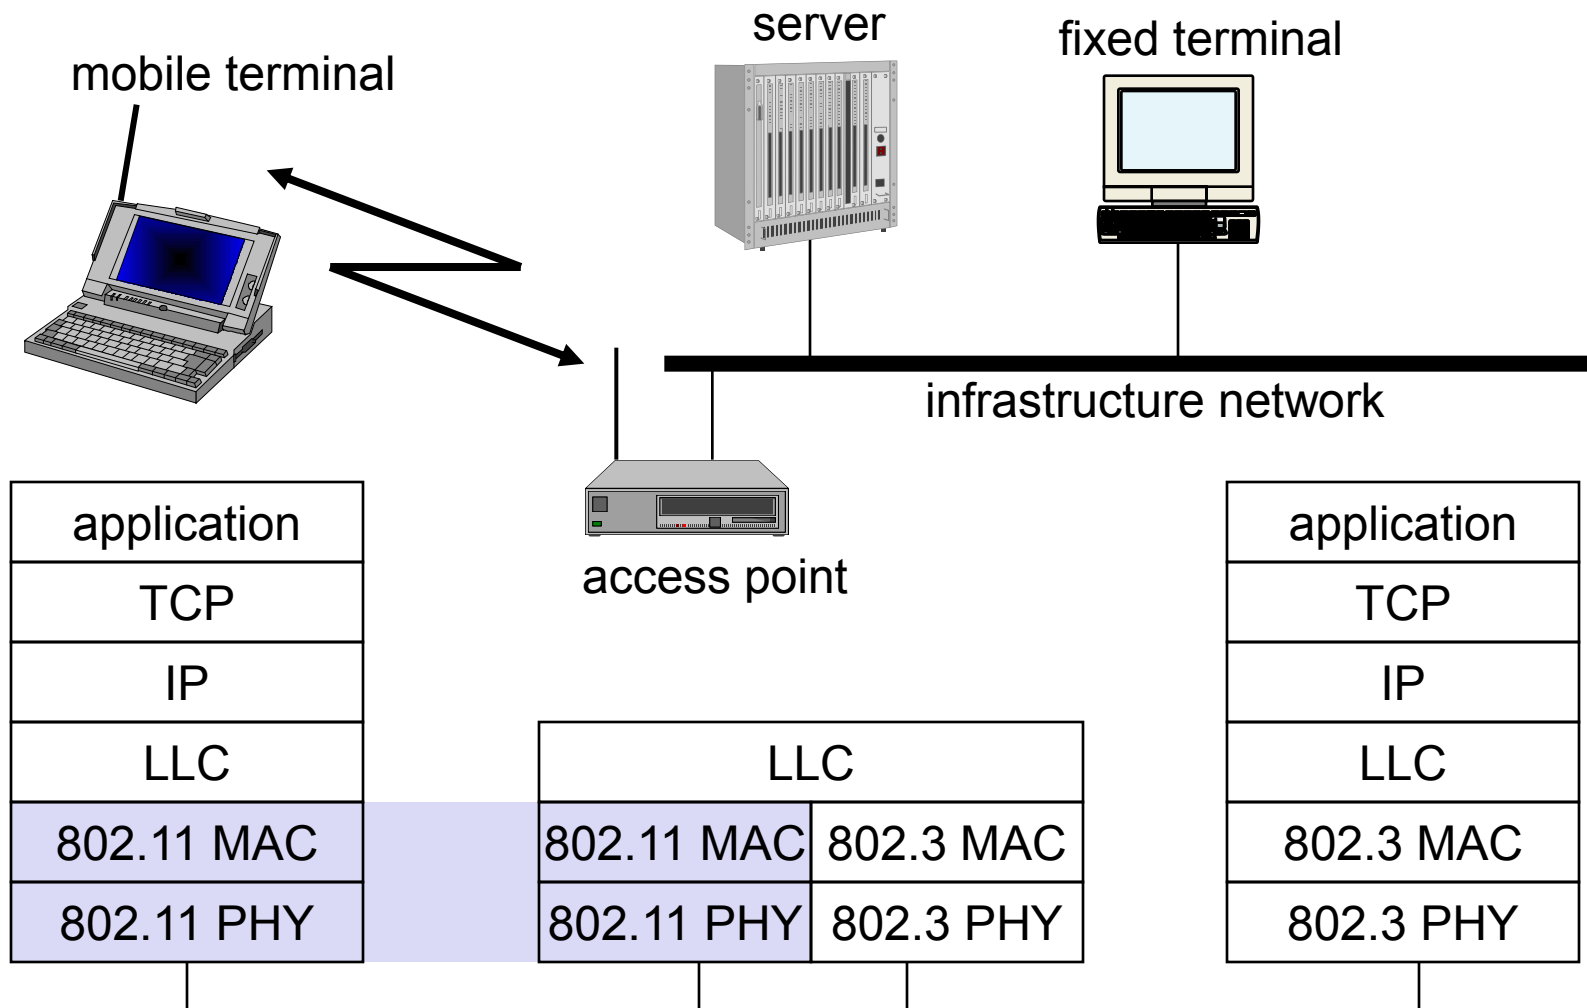 server
fixed terminal
mobile terminal
infrastructure network
access point
application
TCP
IP
LLC
802.11 MAC
802.11 PHY
LLC
802.11 MAC
802.3 MAC
802.11 PHY
802.3 PHY
application
TCP
IP
LLC
802.3 MAC
802.3 PHY